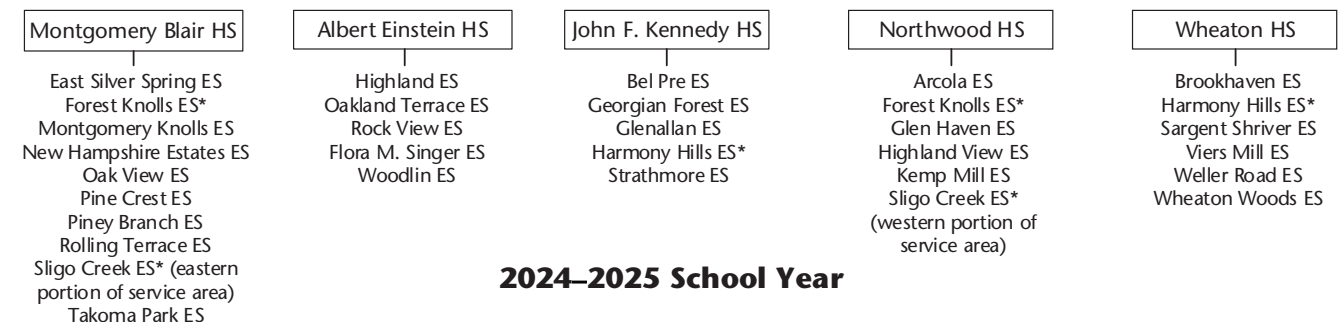 Montgomery Blair HS
East Silver Spring ES
Forest Knolls ES*
Montgomery Knolls ES
New Hampshire Estates ES
Oak View ES
Pine Crest ES
Piney Branch ES
Rolling Terrace ES
Sligo Creek ES* (eastern
portion of service area)
Takoma Park ES
Albert Einstein HS
Highland ES
Oakland Terrace ES
Rock View ES
Flora M. Singer ES
Woodlin ES
John F. Kennedy HS
Bel Pre ES
Georgian Forest ES
Glenallan ES
Harmony Hills ES*
Strathmore ES
Northwood HS
Arcola ES
Forest Knolls ES*
Glen Haven ES
Highland View ES
Kemp Mill ES
Sligo Creek ES*
(western portion of
service area)
Wheaton HS
Brookhaven ES
Harmony Hills ES*
Sargent Shriver ES
Viers Mill ES
Weller Road ES
Wheaton Woods ES
2024–2025 School Year